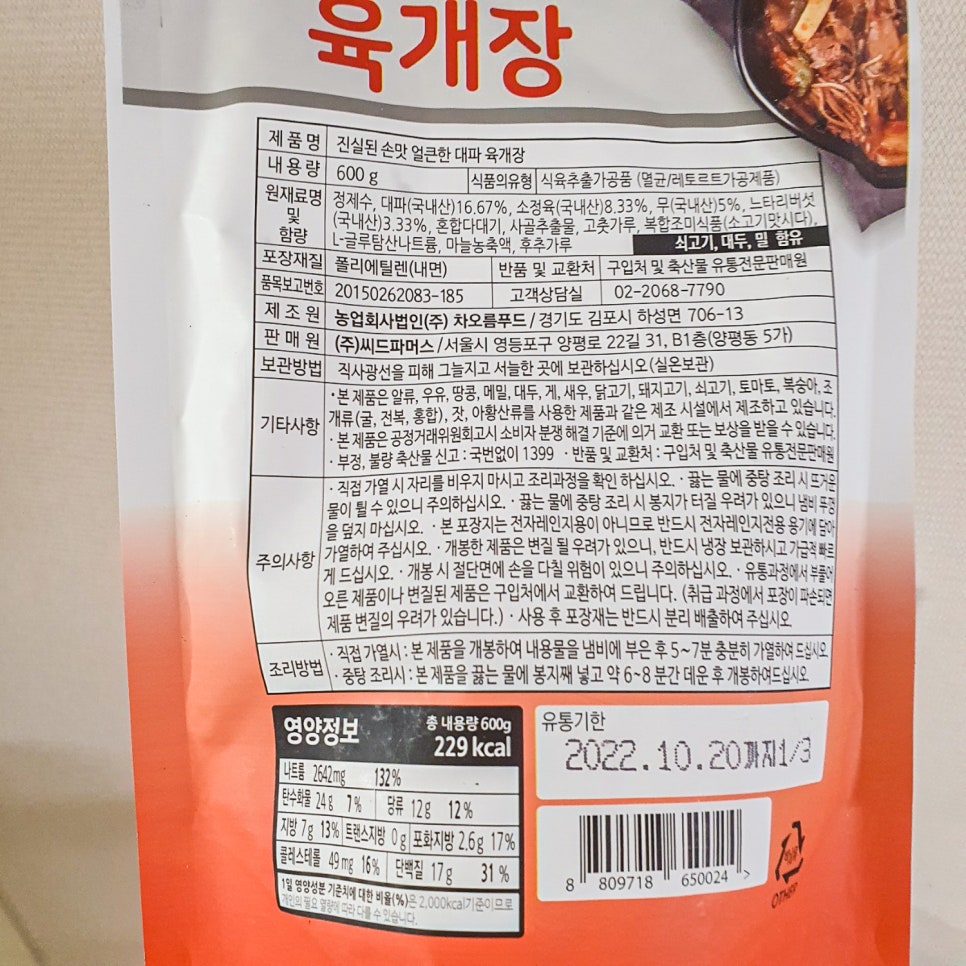 육개장
제품명 진실된 손맛 얼큰한 대파 육개장
내용량 600 g 식품의유형 식육추출가공품 (멸균/레토르트가공제품)
원재료명 및 함량 정제수, 대파(국내산)16.67%, 소정육(국내산)8.33%, 무(국내산)5%, 느타리버섯
(국내산)3.33%, 혼합다대기, 사골추출물, 고춧가루, 복합조미식품(소고기맛시다),
L-글루탐산나트륨, 마늘농축액, 후추가루 쇠고기, 대두, 밀 함유
포장재질 폴리에틸렌(내면) 반품 및 교환처 구입처 및 축산물 유통전문판매원
품목보고번호 20150262083-185 고객상담실 02-2068-7790
제조원 농업회사법인(주) 차오름푸드 / 경기도 김포시 하성면 706-13
판매원 (주)씨드파머스 / 서울시 영등포구 양평로 22길 31, B1층(양평동 5가)
보관방법 직사광선을 피해 그늘지고 서늘한 곳에 보관하십시오 (실온보관)
기타사항 ·본 제품은 알류, 우유, 땅콩, 메밀, 대두, 게, 새우, 닭고기, 돼지고기, 쇠고기, 토마토, 복숭아, 조
개류(굴, 전복, 홍합), 잣, 아황산류를 사용한 제품과 같은 제조 시설에서 제조하고 있습니다.
· 본 제품은 공정거래위원회고시 소비자 분쟁 해결 기준에 의거 교환 또는 보상을 받을 수 있습니다.
· 부정, 불량 축산물 신고 : 국번없이 1399 · 반품 및 교환처 : 구입처 및 축산물 유통전문판매원
주의사항 · 직접 가열 시 자리를 비우지 마시고 조리과정을 확인 하십시오. · 끓는 물에 중탕 조리 시 뜨거운
물이 튈 수 있으니 주의하십시오. · 끓는 물에 중탕 조리 시 봉지가 터질 우려가 있으니 냄비 뚜껑
을 덮지 마십시오. · 본 포장지는 전자레인지용이 아니므로 반드시 전자레인지전용 용기에 담아
가열하여 주십시오. · 개봉한 제품은 변질 될 우려가 있으니, 반드시 냉장 보관하시고 가급적 빠르
게 드십시오. · 개봉 시 절단면에 손을 다칠 위험이 있으니 주의하십시오. · 유통과정에서 부풀어
오른 제품이나 변질된 제품은 구입처에서 교환하여 드립니다. (취급 과정에서 포장이 파손되면
제품 변질의 우려가 있습니다.) · 사용 후 포장재는 반드시 분리 배출하여 주십시오
조리방법 · 직접 가열시 : 본 제품을 개봉하여 내용물을 냄비에 부은 후 5~7분 충분히 가열하여 드십시오.
· 중탕 조리시 : 본 제품을 끓는 물에 봉지째 넣고 약 6~8 분간 데운 후 개봉하여드십시오.
영양정보 총 내용량 600g
229 kcal
나트륨 2642mg 132% -
탄수화물 24 g 7% 당류 12 g 12 %
지방 7 g 13% 트랜스지방 0 g 포화지방 2.6 g 17%
콜레스테롤 49 mg 16% 단백질 17 g 31 %
1일 영양성분 기준치에 대한 비율(%)은 2,000kcal기준이므로
개인의 필요 열량에 따라 다를 수 있습니다.
유통기한
2022.10.20까지1/3
8 809718 650024 >
OTHER